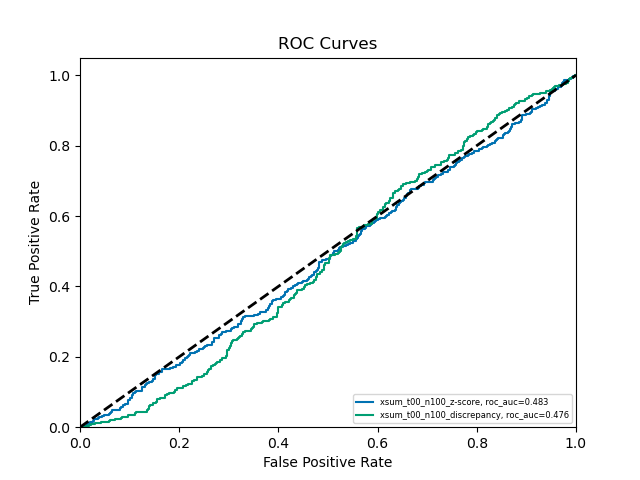 ROC Curves
True Positive Rate
1.0
0.8
0.6
0.4
0.2
0.0
0.0 0.2 0.4 0.6 0.8 1.0
False Positive Rate
xsum_t00_n100_z-score, roc_auc=0.483
xsum_t00_n100_discrepancy, roc_auc=0.476